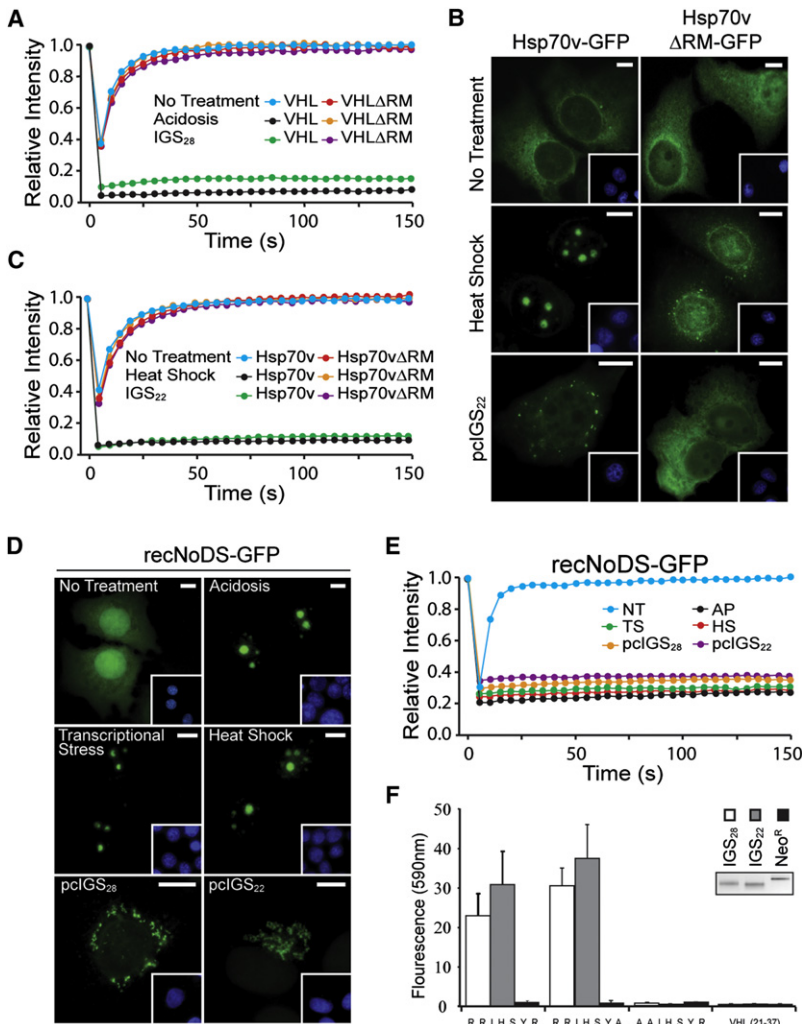 A
Relative Intensity
1.0
0.8
0.6
0.4
0.2
0.0
No Treatment VHL VHLΔRM
Acidosis VHL VHLΔRM
IGS28 VHL VHLΔRM
0 50 100 150
Time (s)
B
Hsp70v-GFP
Hsp70v
ΔRM-GFP
No Treatment
Heat Shock
pcIGS22
C
Relative Intensity
1.0
0.8
0.6
0.4
0.2
0.0
No Treatment Hsp70v Hsp70vΔRM
Heat Shock Hsp70v Hsp70vΔRM
IGS22 Hsp70v Hsp70vΔRM
0 50 100 150
Time (s)
D
recNoDS-GFP
No Treatment
Acidosis
Transcriptional
Stress
Heat Shock
pcIGS28
pcIGS22
E
recNoDS-GFP
Relative Intensity
1.0
0.8
0.6
0.4
0.2
0.0
NT AP
TS HS
pcIGS28 pcIGS22
0 50 100 150
Time (s)
F
Flourescence (590nm)
50
40
30
20
10
0
IGS28
IGS22
NeoR
R R I H S Y R
R R I H S Y A
A A I H S Y R
VHL (21-37)